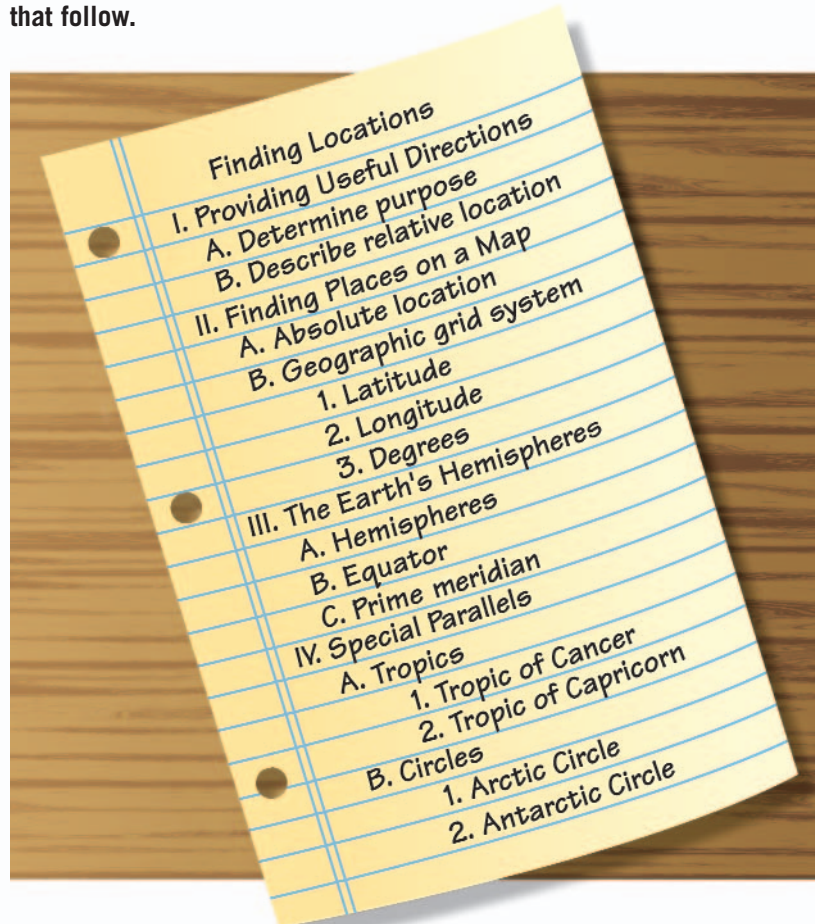 that follow.
Finding Locations
I. Providing Useful Directions
A. Determine purpose
B. Describe relative location
II. Finding Places on a Map
A. Absolute location
B. Geographic grid system
1. Latitude
2. Longitude
3. Degrees
III. The Earth's Hemispheres
A. Hemispheres
B. Equator
C. Prime meridian
IV. Special Parallels
A. Tropics
1. Tropic of Cancer
2. Tropic of Capricorn
B. Circles
1. Arctic Circle
2. Antarctic Circle